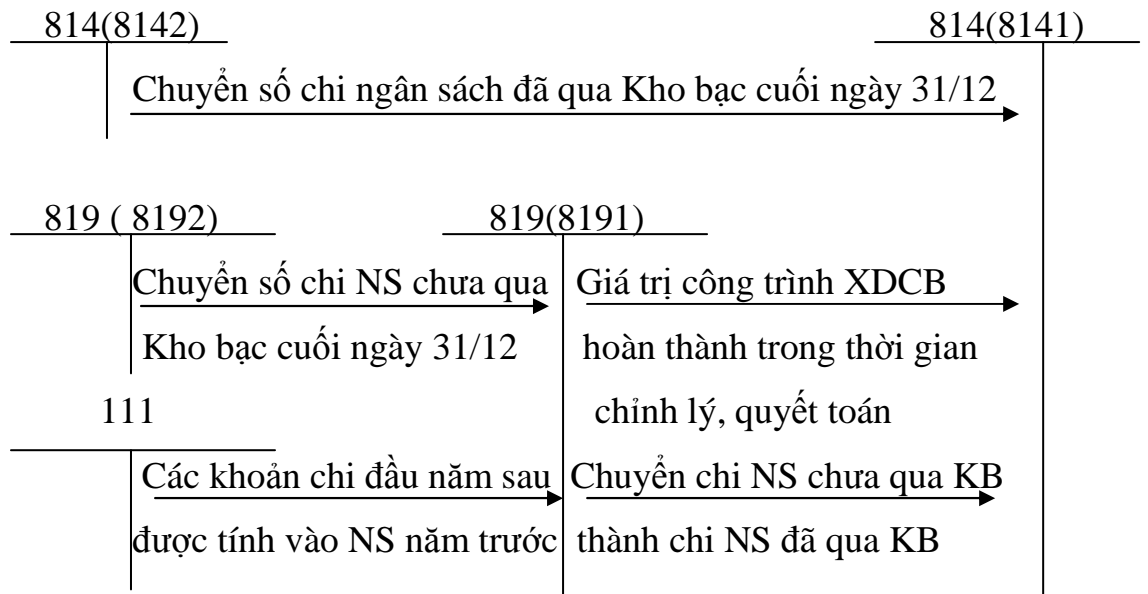 814(8142)
814(8141)
Chuyển số chi ngân sách đã qua Kho bạc cuối ngày 31/12
819 ( 8192)
819(8191)
Chuyển số chi NS chưa qua
Kho bạc cuối ngày 31/12
Giá trị công trình XDCB
hoàn thành trong thời gian
chỉnh lý, quyết toán
111
Các khoản chi đầu năm sau
được tính vào NS năm trước
Chuyển chi NS chưa qua KB
thành chi NS đã qua KB